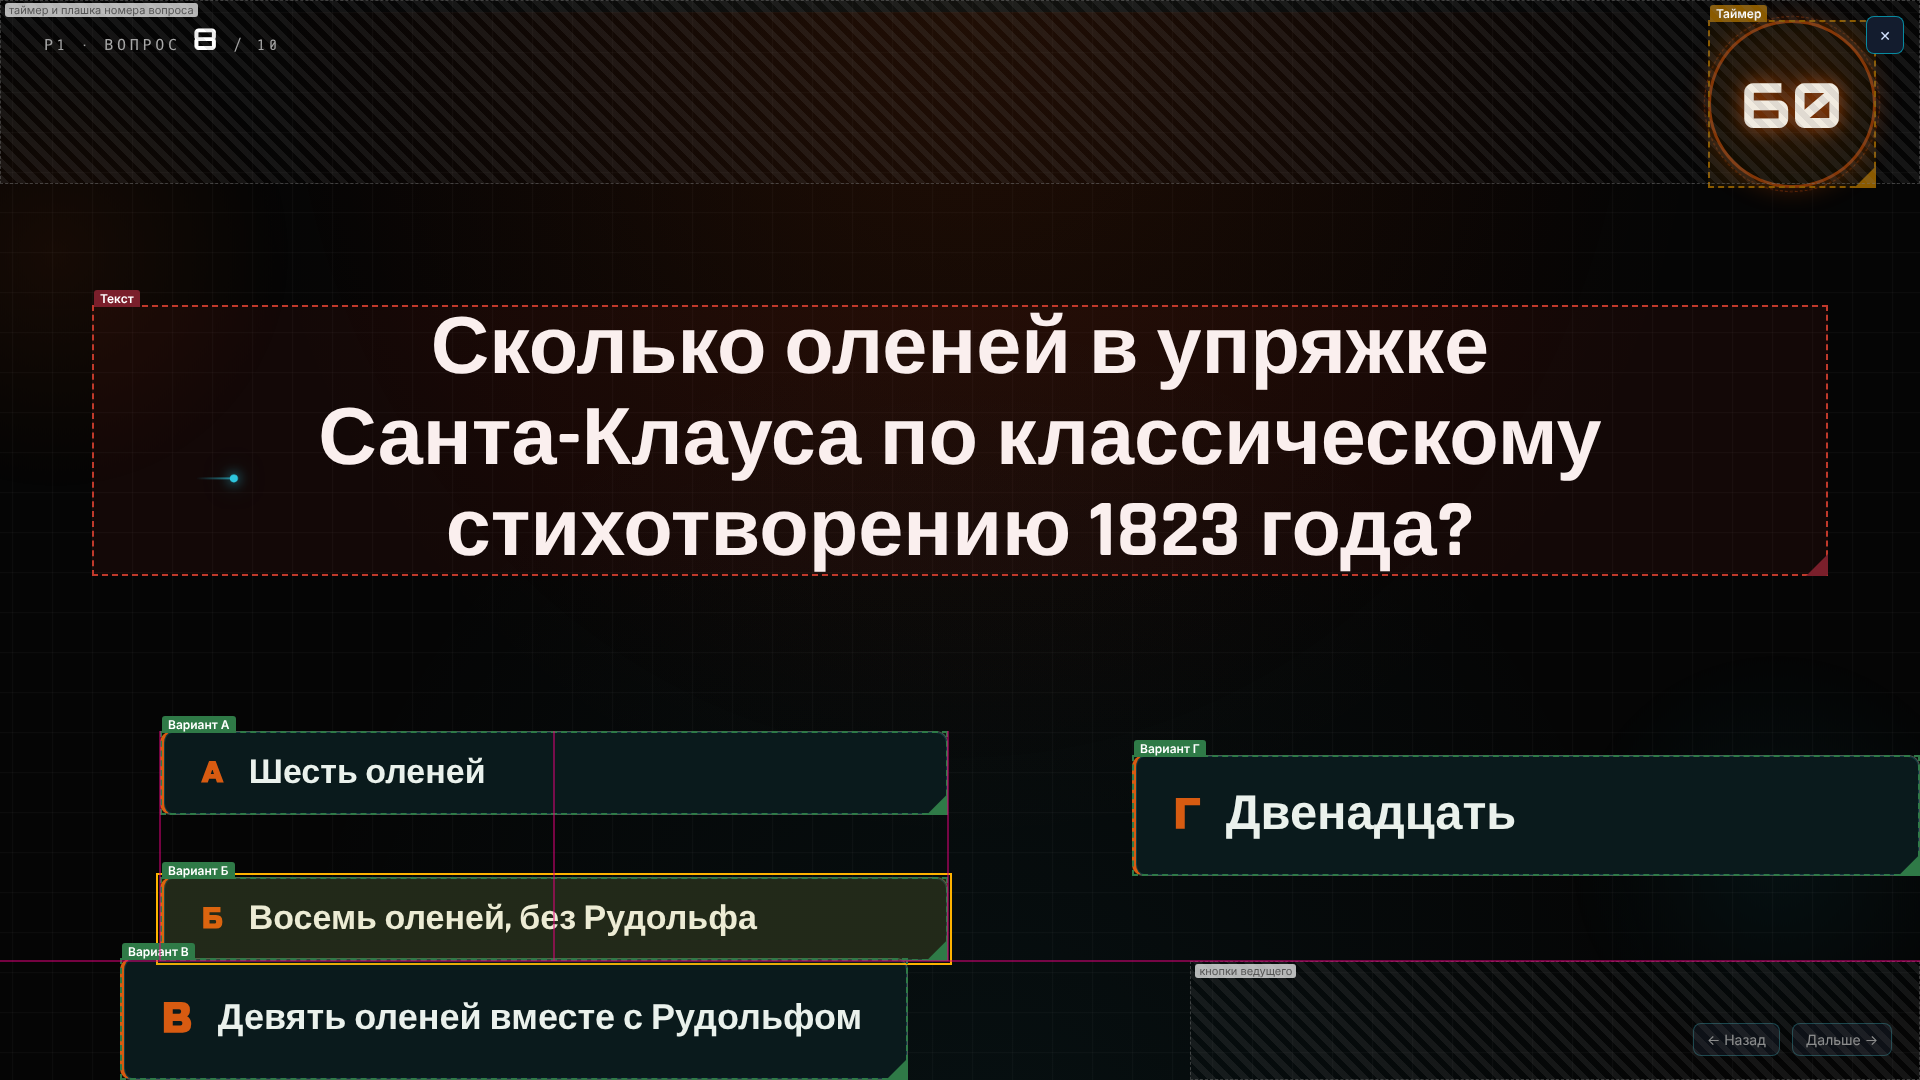 таймер и плашка номера вопроса
Р1 · ВОПРОС 8 / 10
Таймер
×
60
Текст
Сколько оленей в упряжке
Санта-Клауса по классическому
стихотворению 1823 года?
Вариант А
А Шесть оленей
Вариант Г
Г Двенадцать
Вариант Б
Б Восемь оленей, без Рудольфа
Вариант В
В Девять оленей вместе с Рудольфом
кнопки ведущего
← Назад
Дальше →